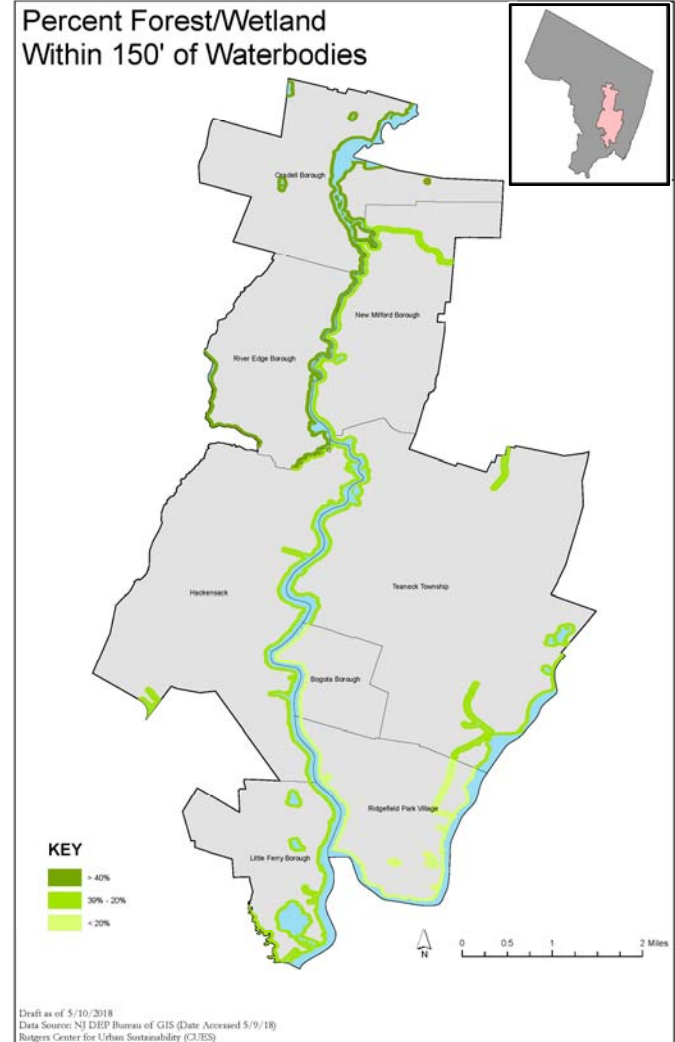 Percent Forest/Wetland
Within 150' of Waterbodies
Oradell Borough
New Milford Borough
River Edge Borough
Hackensack
Teaneck Township
Bogota Borough
Ridgefield Park Village
Little Ferry Borough
KEY
> 40%
39% - 20%
< 20%
N
0 0.5 1 2 Miles
Draft as of 5/10/2018
Data Source: NJ DEP Bureau of GIS (Date Accessed 5/9/18)
Rutgers Center for Urban Sustainability (CUES)